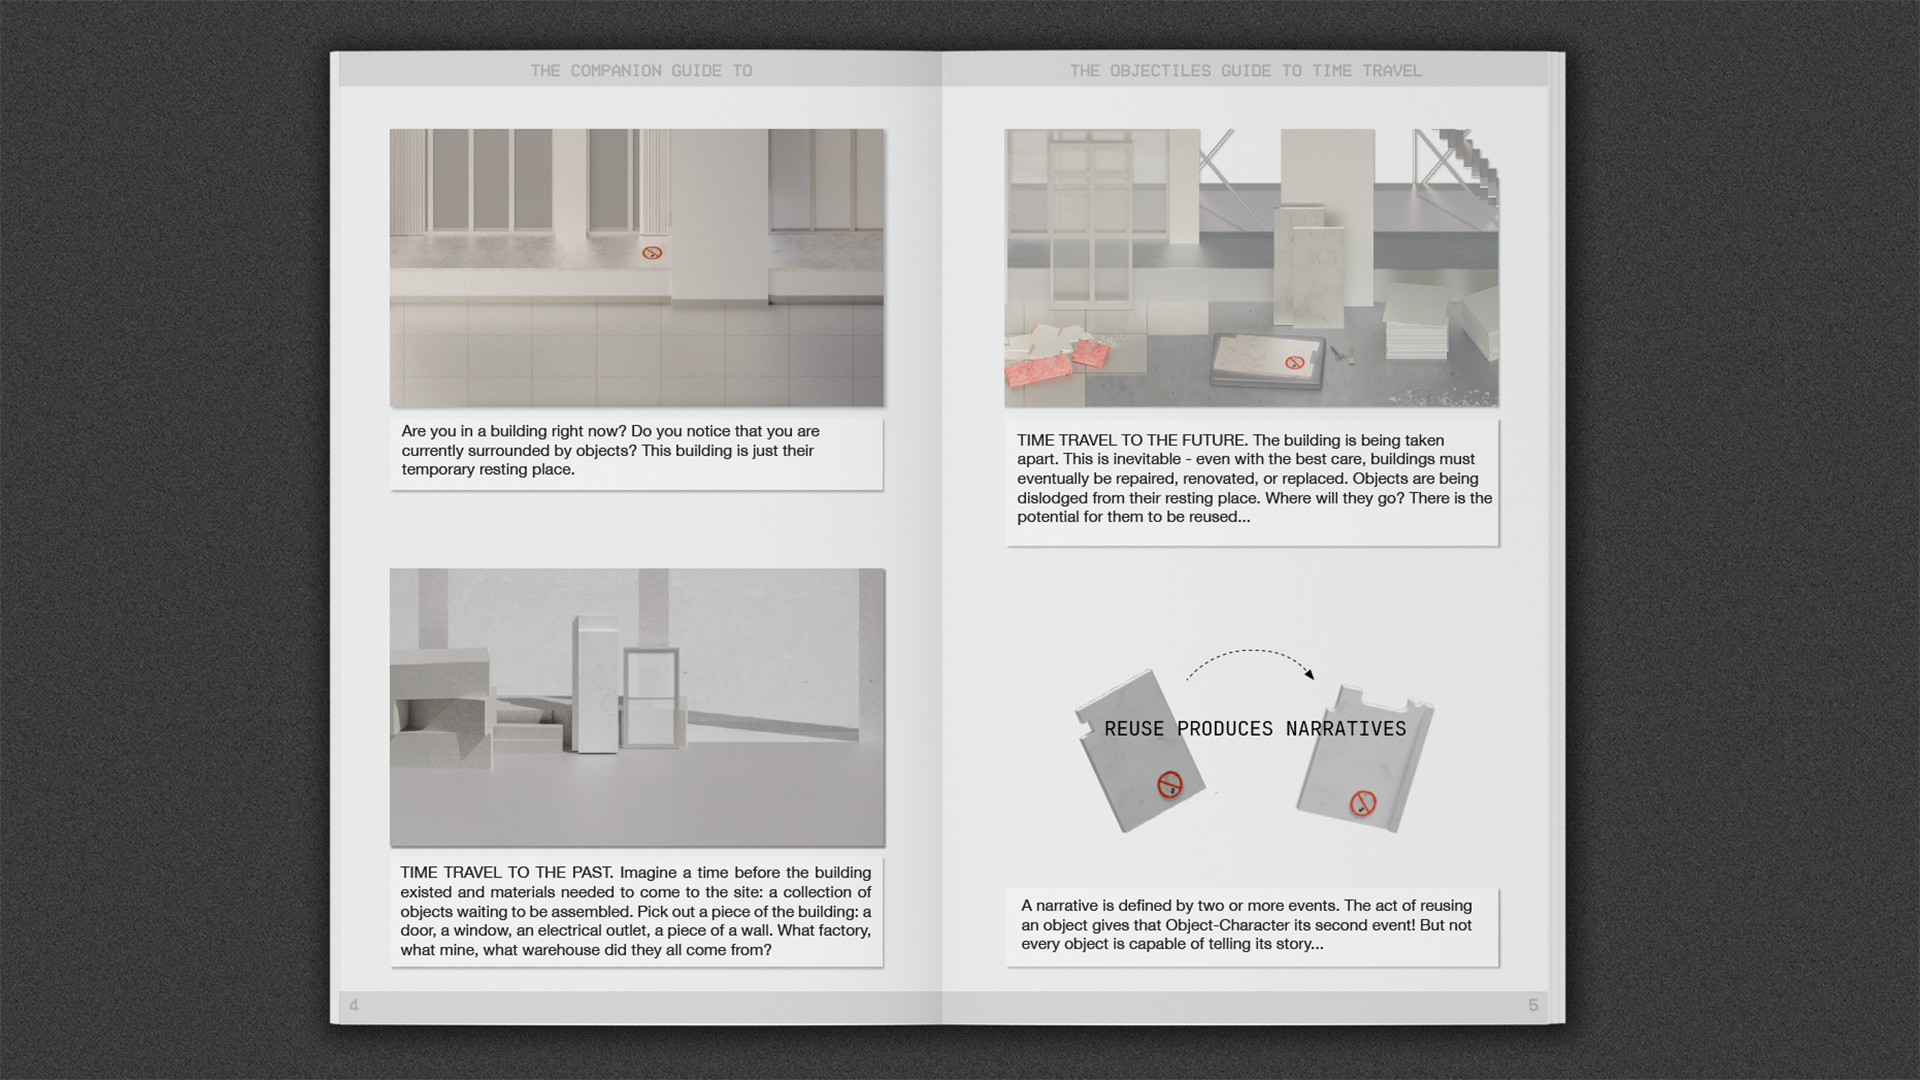 THE COMPANION GUIDE TO
Are you in a building right now? Do you notice that you are
currently surrounded by objects? This building is just their
temporary resting place.
TIME TRAVEL TO THE PAST. Imagine a time before the building
existed and materials needed to come to the site: a collection of
objects waiting to be assembled. Pick out a piece of the building: a
door, a window, an electrical outlet, a piece of a wall. What factory,
what mine, what warehouse did they all come from?
4
THE OBJECTILES GUIDE TO TIME TRAVEL
TIME TRAVEL TO THE FUTURE. The building is being taken
apart. This is inevitable - even with the best care, buildings must
eventually be repaired, renovated, or replaced. Objects are being
dislodged from their resting place. Where will they go? There is the
potential for them to be reused...
REUSE PRODUCES NARRATIVES
A narrative is defined by two or more events. The act of reusing
an object gives that Object-Character its second event! But not
every object is capable of telling its story...
5